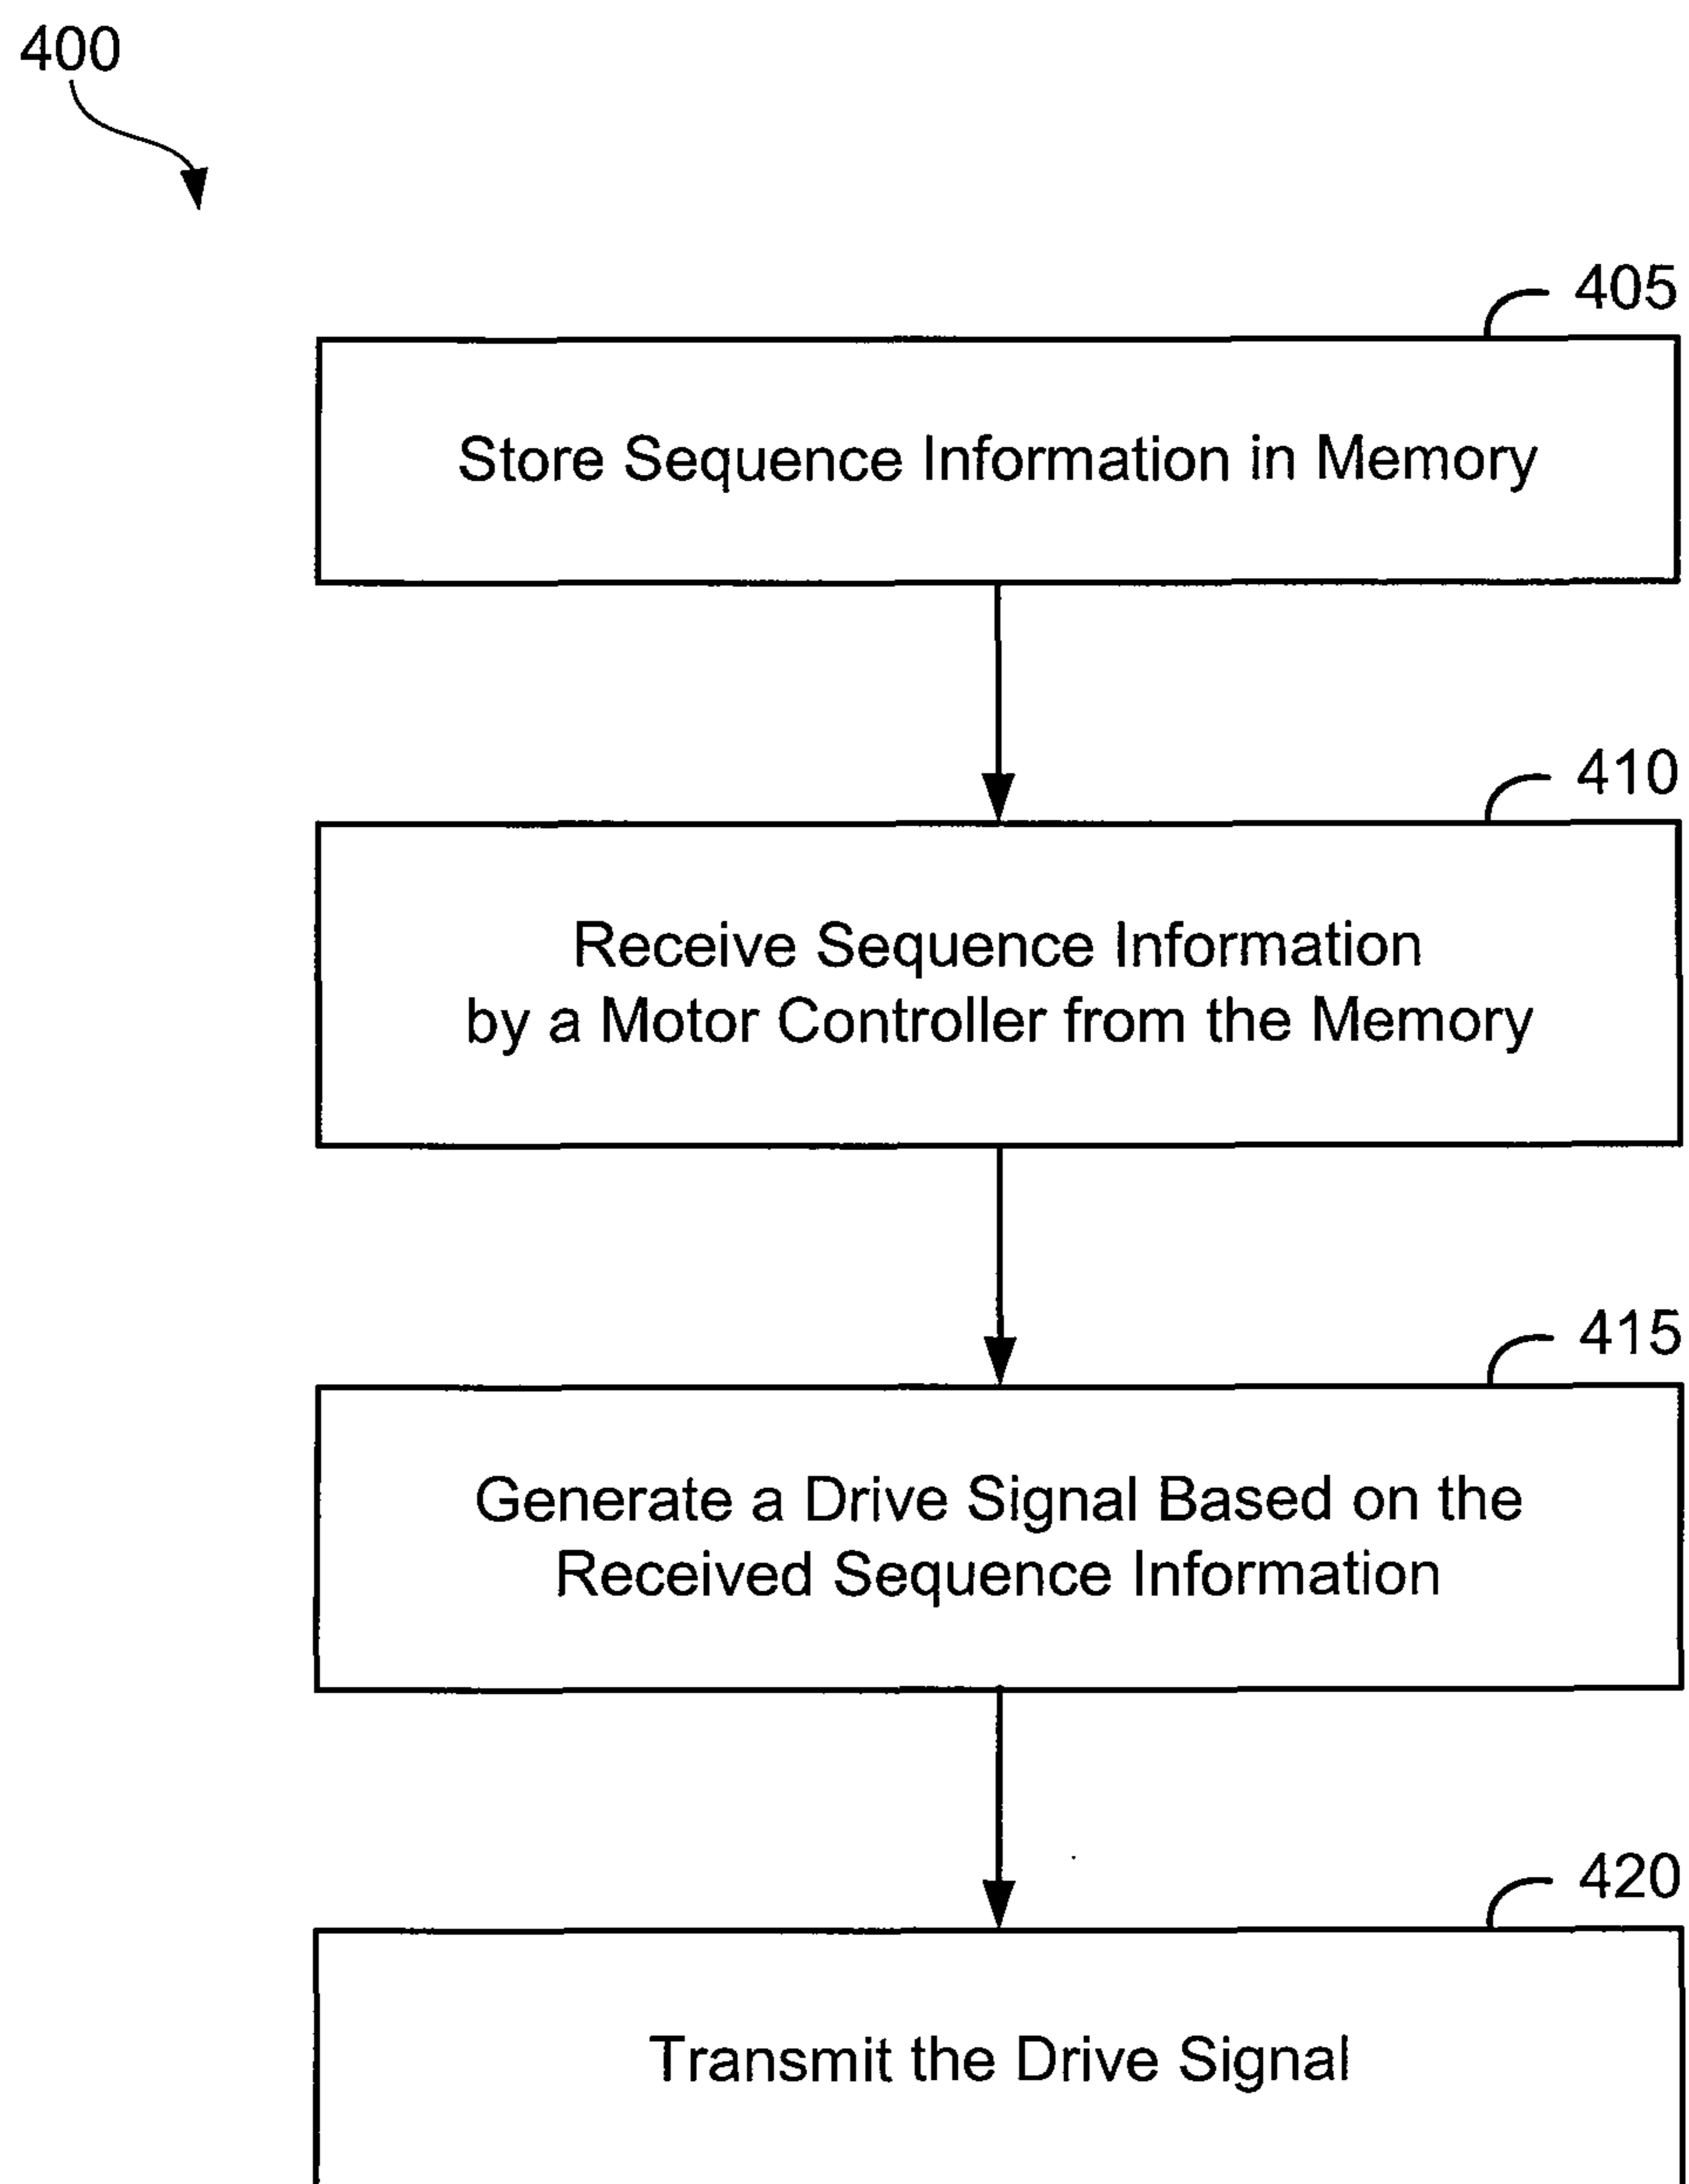 400
405
Store Sequence Information in Memory
410
Receive Sequence Information
by a Motor Controller from the Memory
415
Generate a Drive Signal Based on the
Received Sequence Information
420
Transmit the Drive Signal